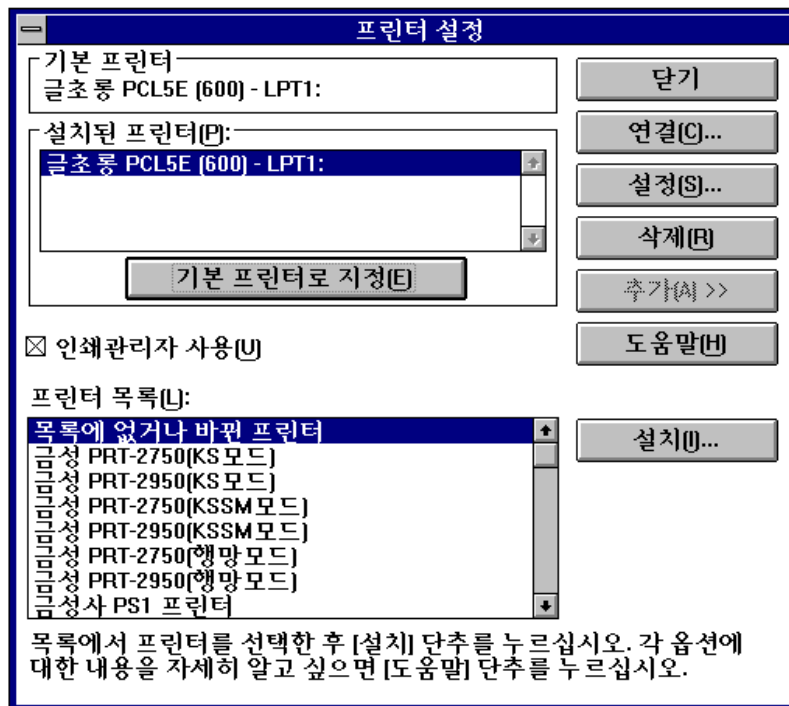 프린터 설정
기본 프린터
글초롱 PCL5E (600) - LPT1:
닫기
설치된 프린터(P):
글초롱 PCL5E (600) - LPT1:
연결(C)...
설정(S)...
삭제(R)
기본 프린터로 지정(E)
추가(A) >>
인쇄관리자 사용(U)
도움말(H)
프린터 목록(L):
목록에 없거나 바뀐 프린터
금성 PRT-2750(KS모드)
금성 PRT-2950(KS모드)
금성 PRT-2750(KSSM모드)
금성 PRT-2950(KSSM모드)
금성 PRT-2750(행망모드)
금성 PRT-2950(행망모드)
금성사 PS1 프린터
설치(I)...
목록에서 프린터를 선택한 후 [설치] 단추를 누르십시오. 각 옵션에
대한 내용을 자세히 알고 싶으면 [도움말] 단추를 누르십시오.